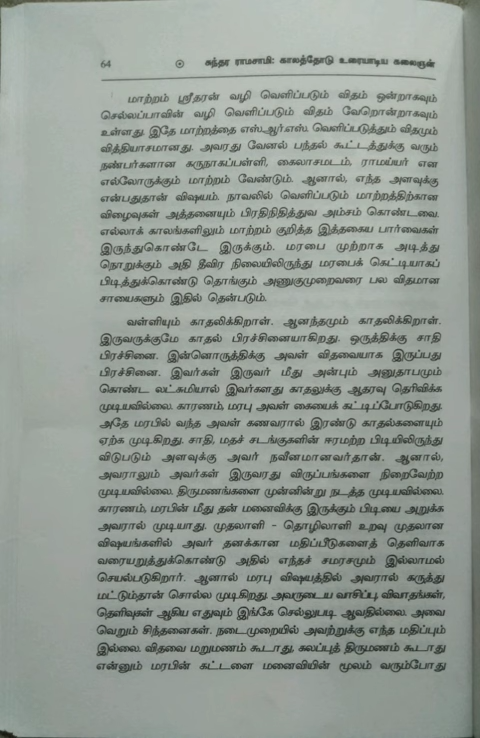 64 சுந்தர ராமசாமி: காலத்தோடு உரையாடிய கலைஞன்
மாற்றம் ஸ்ரீதரன் வழி வெளிப்படும் விதம் ஒன்றாகவும்
செல்லப்பாவின் வழி வெளிப்படும் விதம் வேறொன்றாகவும்
உள்ளது. இதே மாற்றத்தை எஸ்.ஆர்.எஸ். வெளிப்படுத்தும் விதமும்
வித்தியாசமானது. அவரது வேனல் பந்தல் கூட்டத்துக்கு வரும்
நண்பர்களான கருநாகப்பள்ளி, கைலாசமடம், ராமய்யர் என
எல்லோருக்கும் மாற்றம் வேண்டும். ஆனால், எந்த அளவுக்கு
என்பதுதான் விஷயம். நாவலில் வெளிப்படும் மாற்றத்திற்கான
விழைவுகள் அத்தனையும் பிரதிநிதித்துவ அம்சம் கொண்டவை.
எல்லாக் காலங்களிலும் மாற்றம் குறித்த இத்தகைய பார்வைகள்
இருந்துகொண்டே இருக்கும். மரபை முற்றாக அடித்து
நொறுக்கும் அதி தீவிர நிலையிலிருந்து மரபைக் கெட்டியாகப்
பிடித்துக்கொண்டு தொங்கும் அணுகுமுறைவரை பல விதமான
சாயைகளும் இதில் தென்படும்.
வள்ளியும் காதலிக்கிறாள். ஆனந்தமும் காதலிக்கிறாள்.
இருவருக்குமே காதல் பிரச்சினையாகிறது. ஒருத்திக்கு சாதி
பிரச்சினை. இன்னொருத்திக்கு அவள் விதவையாக இருப்பது
பிரச்சினை. இவர்கள் இருவர் மீது அன்பும் அனுதாபமும்
கொண்ட லட்சுமியால் இவர்களது காதலுக்கு ஆதரவு தெரிவிக்க
முடியவில்லை. காரணம், மரபு அவள் கையைக் கட்டிப்போடுகிறது.
அதே மரபில் வந்த அவள் கணவரால் இரண்டு காதல்களையும்
ஏற்க முடிகிறது. சாதி, மதச் சடங்குகளின் ஈரமற்ற பிடியிலிருந்து
விடுபடும் அளவுக்கு அவர் நவீனமானவர்தான். ஆனால்,
அவராலும் அவர்கள் இருவரது விருப்பங்களை நிறைவேற்ற
முடியவில்லை. திருமணங்களை முன்னின்று நடத்த முடியவில்லை.
காரணம், மரபின் மீது தன் மனைவிக்கு இருக்கும் பிடியை அறுக்க
அவரால் முடியாது. முதலாளி - தொழிலாளி உறவு முதலான
விஷயங்களில் அவர் தனக்கான மதிப்பீடுகளைத் தெளிவாக
வரையறுத்துக்கொண்டு அதில் எந்தச் சமரசமும் இல்லாமல்
செயல்படுகிறார். ஆனால் மரபு விஷயத்தில் அவரால் கருத்து
மட்டும்தான் சொல்ல முடிகிறது. அவருடைய வாசிப்பு, விவாதங்கள்,
தெளிவுகள் ஆகிய எதுவும் இங்கே செல்லுபடி ஆவதில்லை. அவை
வெறும் சிந்தனைகள். நடைமுறையில் அவற்றுக்கு எந்த மதிப்பும்
இல்லை. விதவை மறுமணம் கூடாது, கலப்புத் திருமணம் கூடாது
என்னும் மரபின் கட்டளை மனைவியின் மூலம் வரும்போது